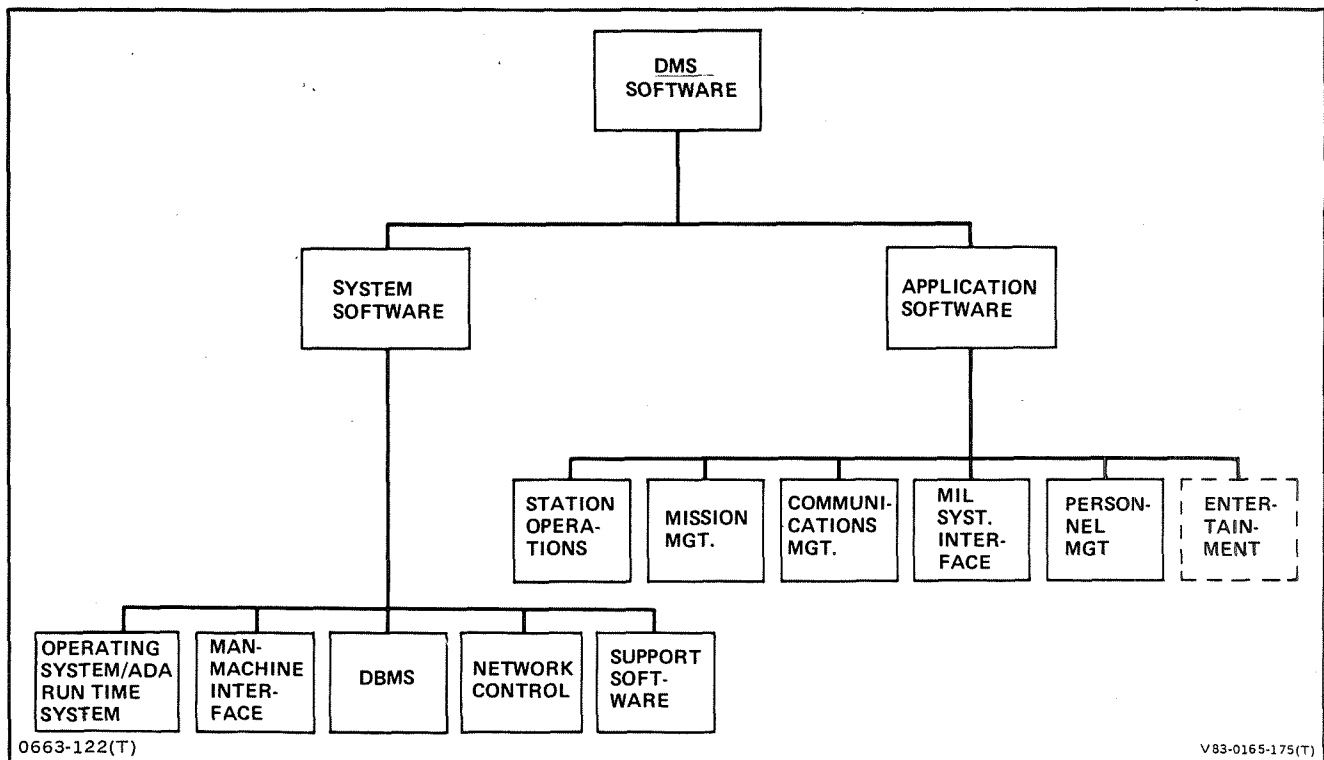 DMS
SOFTWARE
SYSTEM
SOFTWARE
APPLICATION
SOFTWARE
STATION
OPERA-
TIONS
MISSION
MGT.
COMMUNI-
CATIONS
MGT.
MIL
SYST.
INTER-
FACE
PERSON-
NEL
MGT
ENTER-
TAIN-
MENT
OPERATING
SYSTEM/ADA
RUN TIME
SYSTEM
MAN-
MACHINE
INTER-
FACE
DBMS
NETWORK
CONTROL
SUPPORT
SOFT-
WARE
0663-122(T)
V83-0165-175(T)